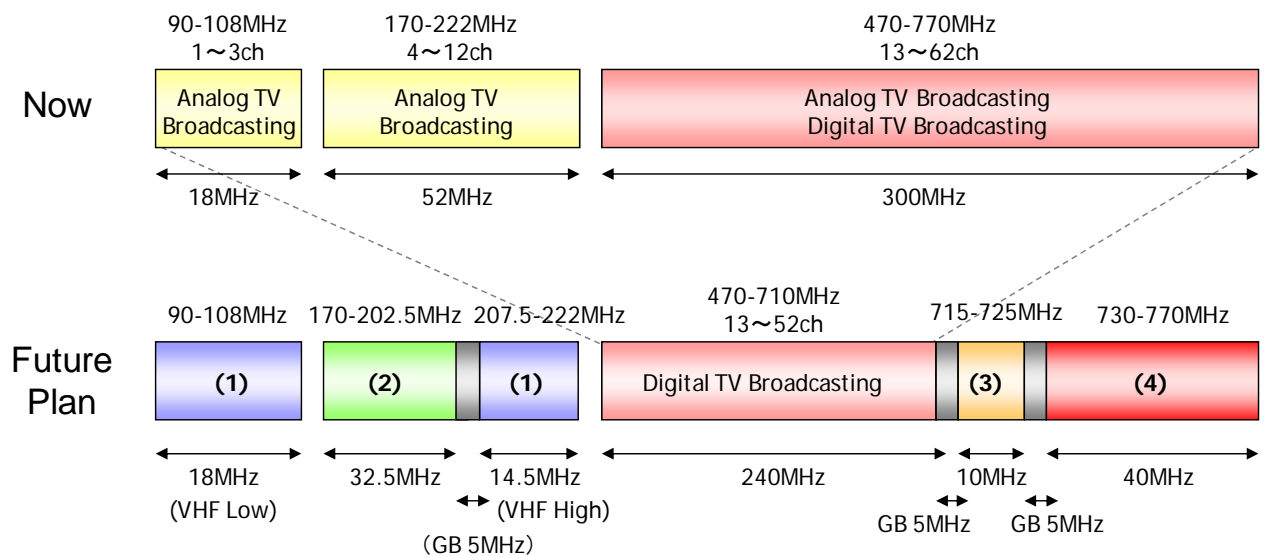 90-108MHz
1～3ch
170-222MHz
4～12ch
470-770MHz
13～62ch
Now
Analog TV
Broadcasting
Analog TV
Broadcasting
Analog TV Broadcasting
Digital TV Broadcasting
18MHz
52MHz
300MHz
90-108MHz
170-202.5MHz
207.5-222MHz
470-710MHz
13～52ch
715-725MHz
730-770MHz
Future
Plan
(1)
(2)
(1)
Digital TV Broadcasting
(3)
(4)
18MHz
(VHF Low)
32.5MHz
14.5MHz
(VHF High)
(GB 5MHz)
240MHz
10MHz
40MHz
GB 5MHz
GB 5MHz